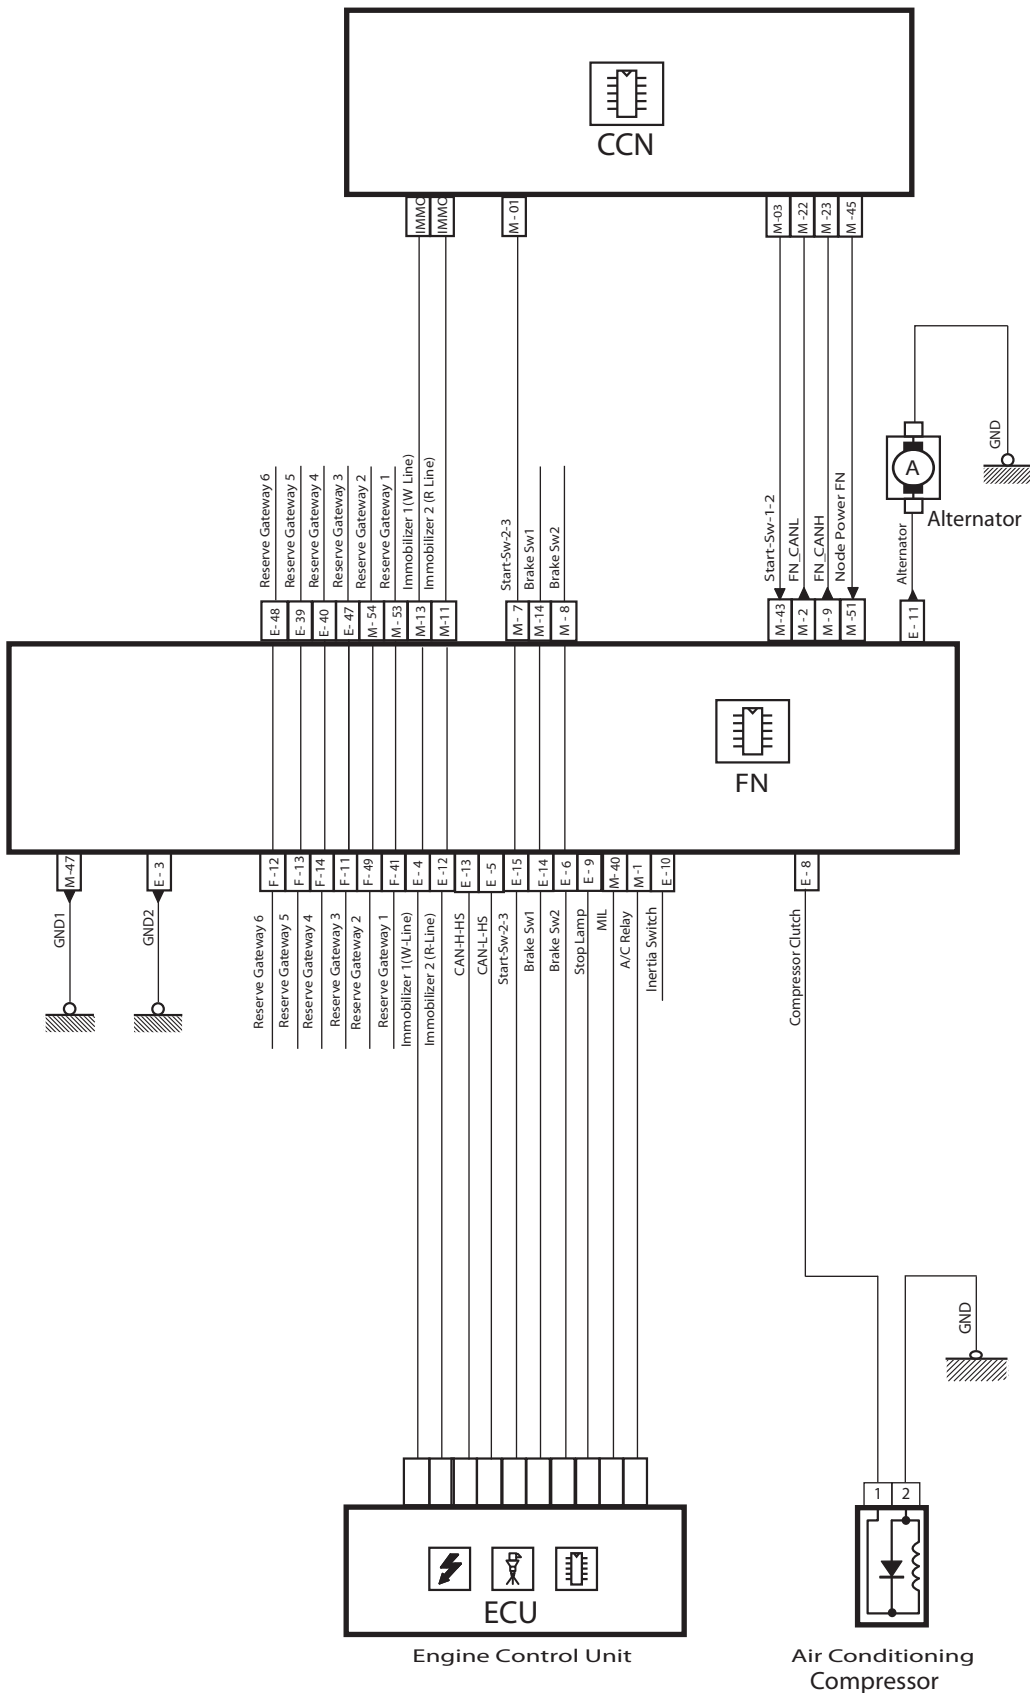 CCN
IMMO
IMMO
M - 01
M-03
M -22
M -23
M -45
Reserve Gateway 6
Reserve Gateway 5
Reserve Gateway 4
Reserve Gateway 3
Reserve Gateway 2
Reserve Gateway 1
Immobilizer 1(W Line)
Immobilizer 2 (R Line)
Start-Sw-2-3
Brake Sw1
Brake Sw2
Start-Sw-1-2
FN_CANL
FN_CANH
Node Power FN
Alternator
A
Alternator
GND
E- 48
E- 39
E- 40
E- 47
M- 54
M - 53
M-13
M-11
M- 7
M -14
M - 8
M -43
M - 2
M - 9
M -51
E - 11
FN
M-47
E - 3
F -12
F -13
F -14
F -11
F -49
F -41
E - 4
E -12
E -13
E -5
E -15
E -14
E - 6
E - 9
M- 40
M -1
E -10
E - 8
GND1
GND2
Reserve Gateway 6
Reserve Gateway 5
Reserve Gateway 4
Reserve Gateway 3
Reserve Gateway 2
Reserve Gateway 1
Immobilizer 1(W-Line)
Immobilizer 2 (R-Line)
CAN-H-HS
CAN-L-HS
Start-Sw-2-3
Brake Sw1
Brake Sw2
Stop Lamp
MIL
A/C Relay
Inertia Switch
Compressor Clutch
GND
1
2
ECU
Engine Control Unit
Air Conditioning
Compressor